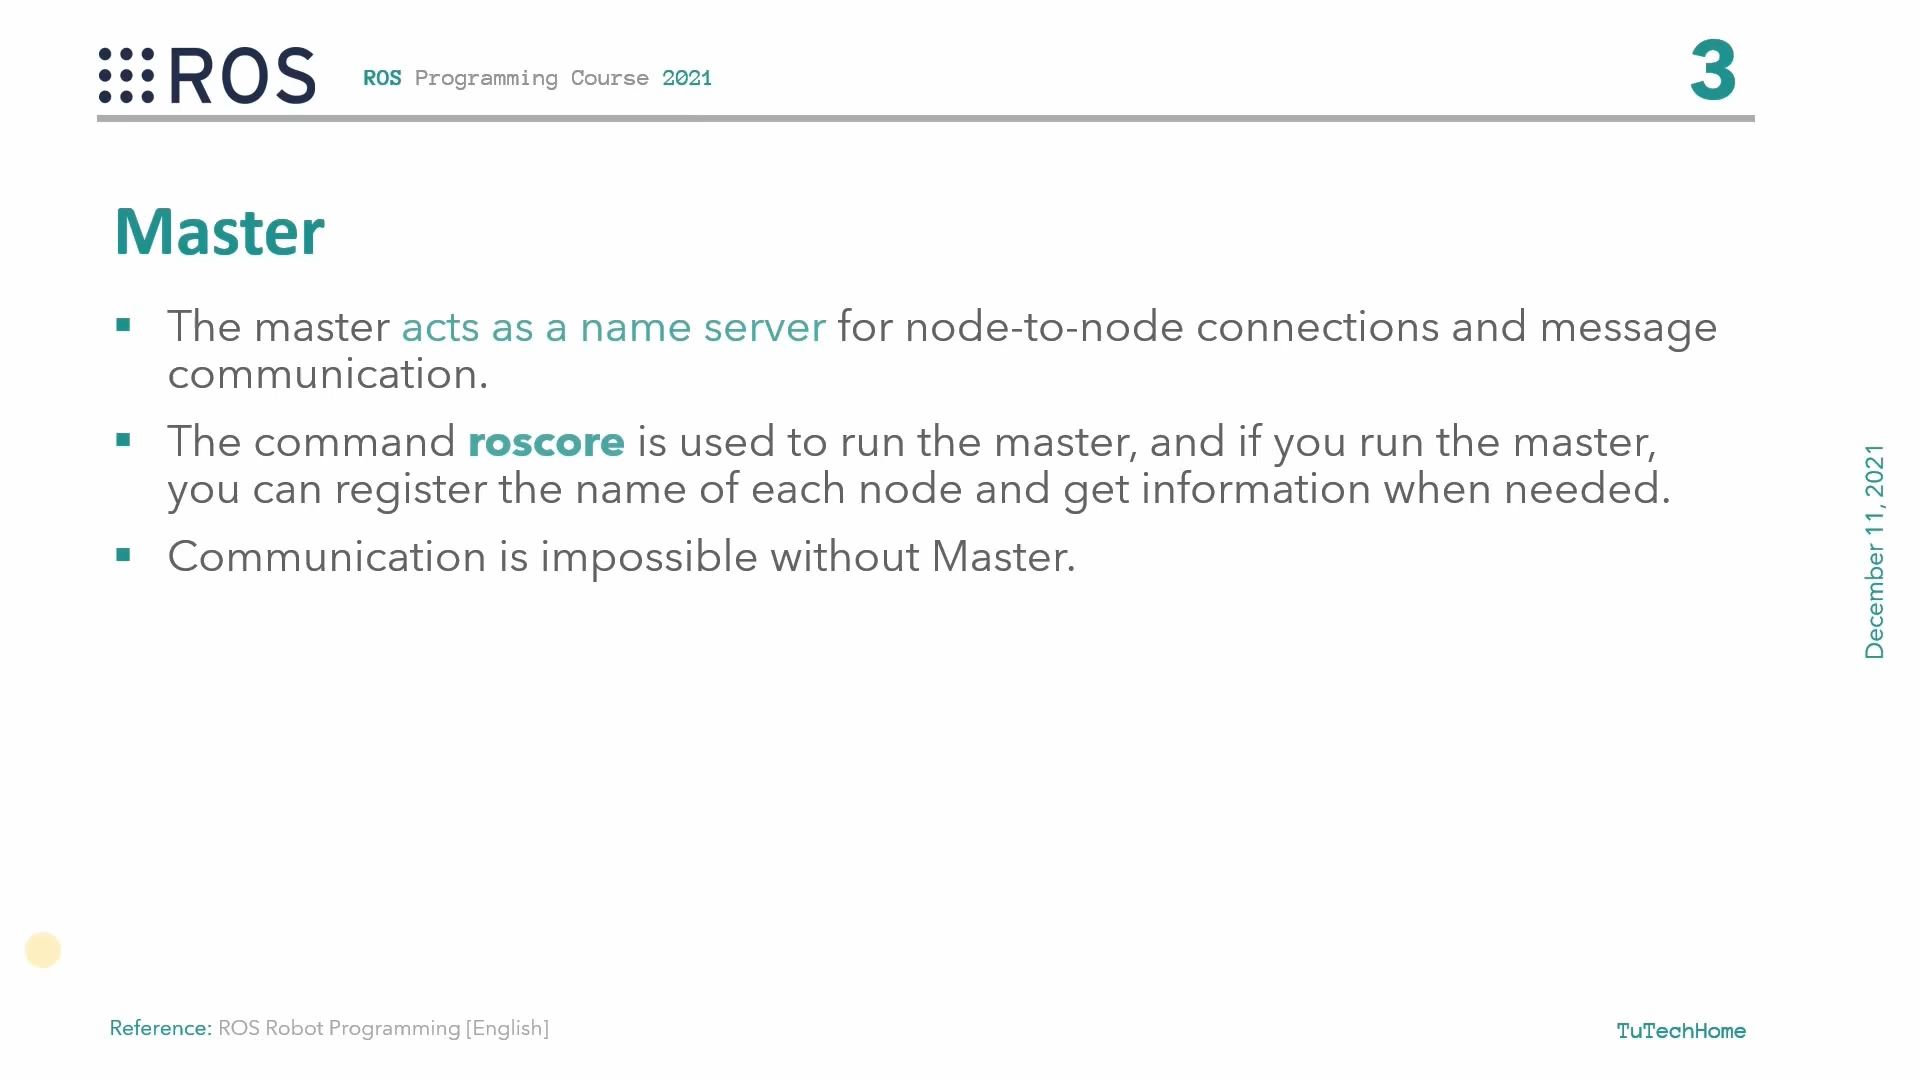 ROS
ROS Programming Course 2021
3
Master
▪ The master acts as a name server for node-to-node connections and message
communication.
▪ The command roscore is used to run the master, and if you run the master,
you can register the name of each node and get information when needed.
▪ Communication is impossible without Master.
December 11, 2021
Reference: ROS Robot Programming [English]
TuTechHome